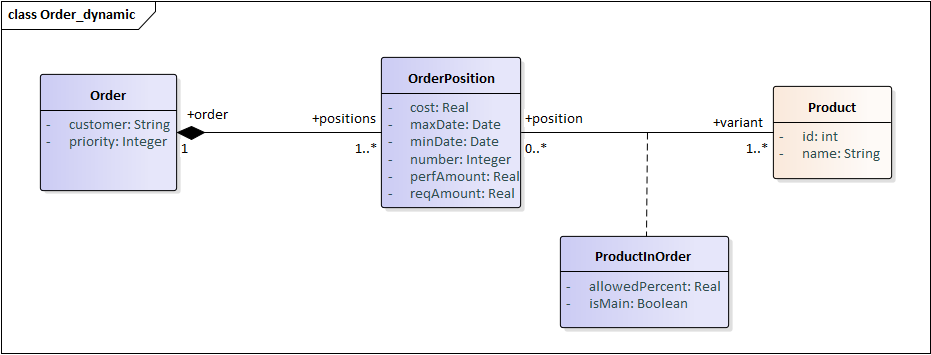 class Order_dynamic
Order
- customer: String
- priority: Integer
+order
1
+positions
1..*
OrderPosition
- cost: Real
- maxDate: Date
- minDate: Date
- number: Integer
- perfAmount: Real
- reqAmount: Real
+position
0..*
+variant
1..*
Product
- id: int
- name: String
ProductInOrder
- allowedPercent: Real
- isMain: Boolean